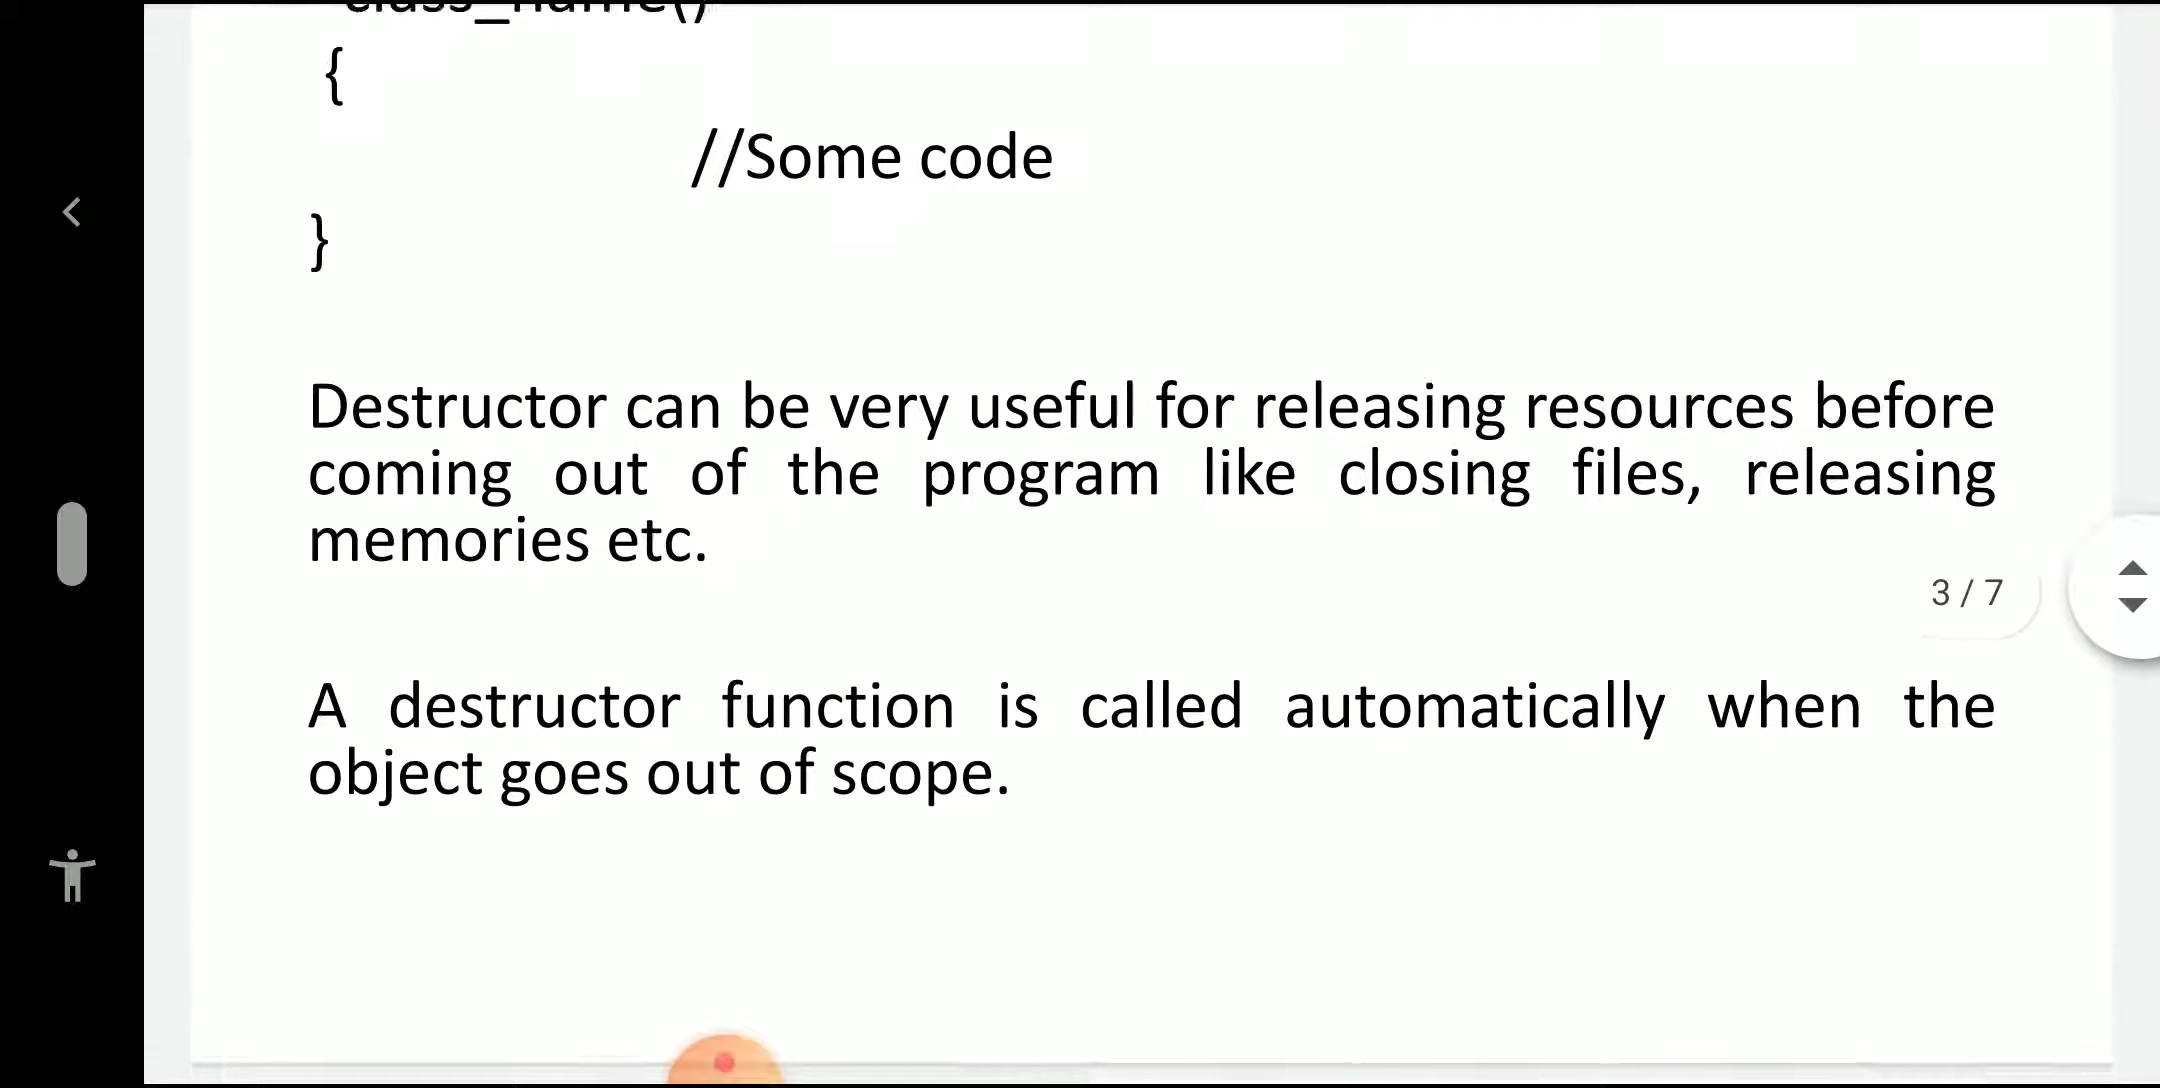 class_name()
{
//Some code
}
Destructor can be very useful for releasing resources before
coming out of the program like closing files, releasing
memories etc.
3 / 7
A destructor function is called automatically when the
object goes out of scope.